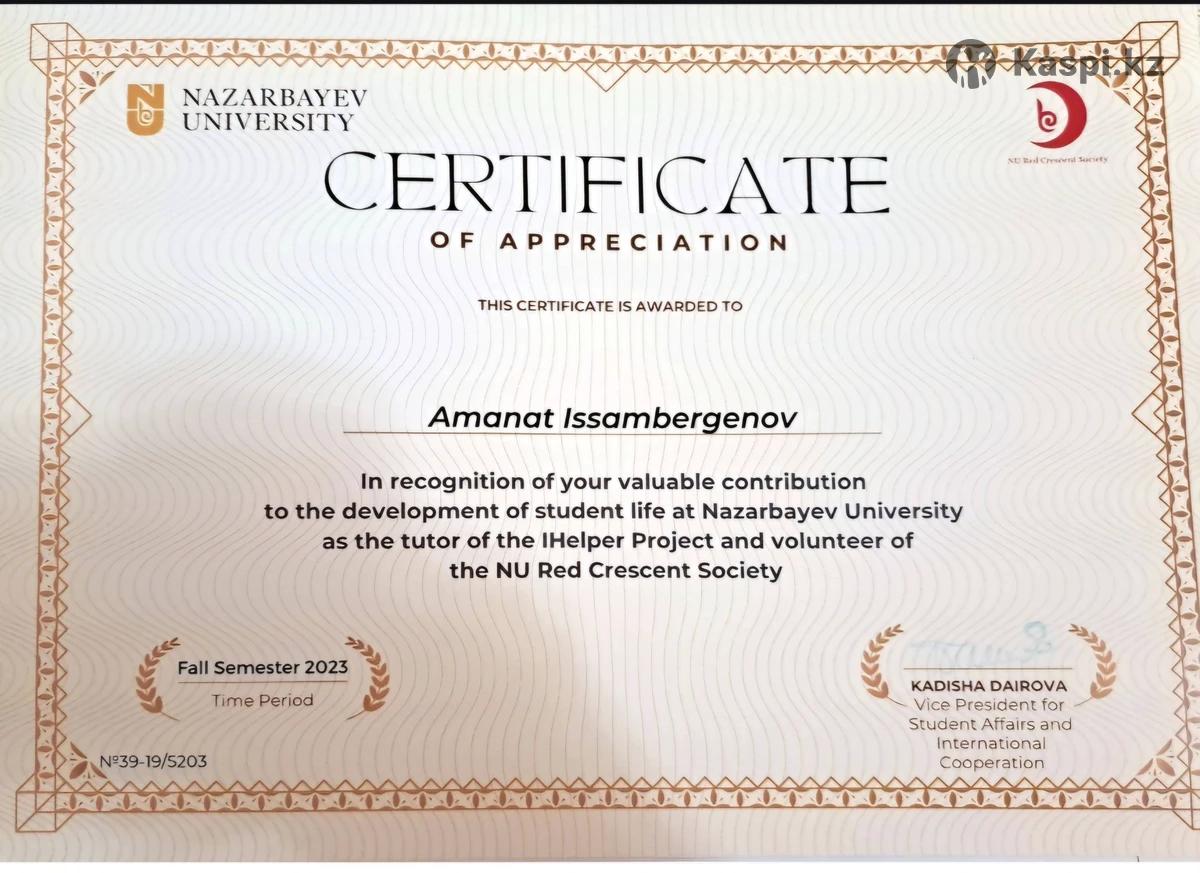 Kaspi.kz
NAZARBAYEV
UNIVERSITY
NU Red Crescent Society
CERTIFICATE
OF APPRECIATION
THIS CERTIFICATE IS AWARDED TO
Amanat Issambergenov
In recognition of your valuable contribution
to the development of student life at Nazarbayev University
as the tutor of the IHelper Project and volunteer of
the NU Red Crescent Society
Fall Semester 2023
Time Period
KADISHA DAIROVA
Vice President for
Student Affairs and
International
Cooperation
№39-19/5203